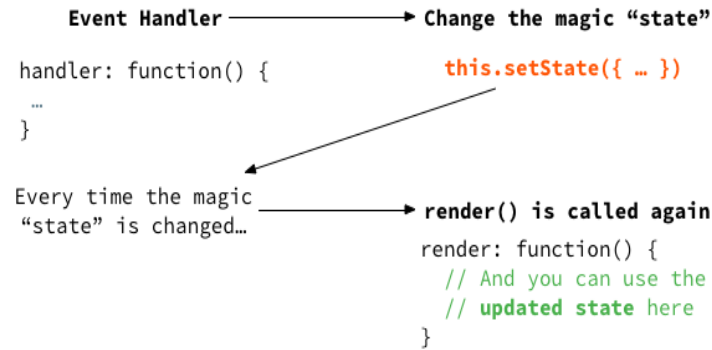 Event Handler
Change the magic “state”
handler: function() {
…
}
this.setState({ … })
Every time the magic
“state” is changed…
render() is called again
render: function() {
// And you can use the
// updated state here
}